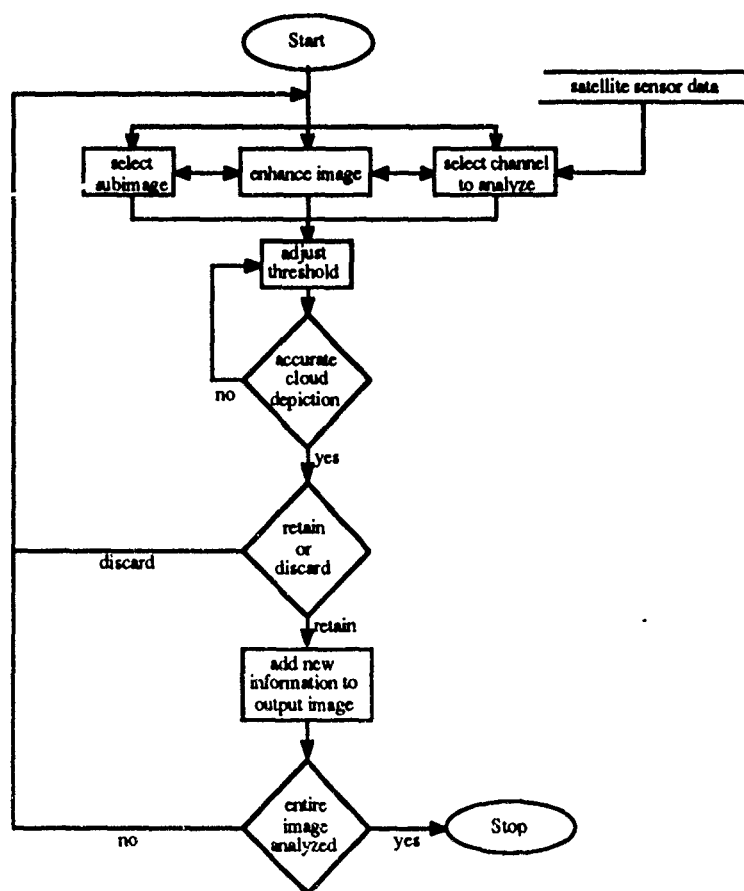 Start
satellite sensor data
select
subimage
enhance image
select channel
to analyze
adjust
threshold
accurate
cloud
depiction
no
yes
retain
or
discard
discard
retain
add new
information to
output image
entire
image
analyzed
no
yes
Stop